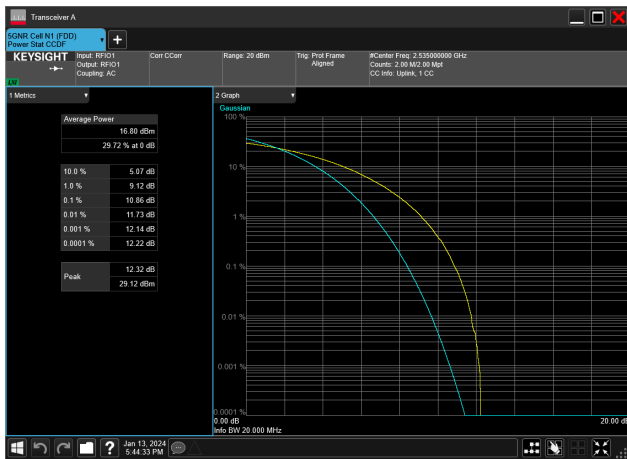 Transceiver A
5GNR Cell N1 (FDD)
Power Stat CCDF
KEYSIGHT
Input: RFIO1
Output: RFIO1
Coupling: AC
Corr CCorr
Range: 20 dBm
Trig: Prot Frame
Aligned
#Center Freq: 2.535000000 GHz
Counts: 2.00 M/2.00 Mpt
CC Info: Uplink, 1 CC
LXI
1 Metrics
Average Power
16.80 dBm
29.72 % at 0 dB
10.0 % 5.07 dB
1.0 % 9.12 dB
0.1 % 10.86 dB
0.01 % 11.73 dB
0.001 % 12.14 dB
0.0001 % 12.22 dB
Peak
12.32 dB
29.12 dBm
2 Graph
Gaussian
100 %
10 %
1 %
0.1 %
0.01 %
0.001 %
0.0001 %
0.00 dB
20.00 dB
Info BW 20.000 MHz
Jan 13, 2024
5:44:33 PM